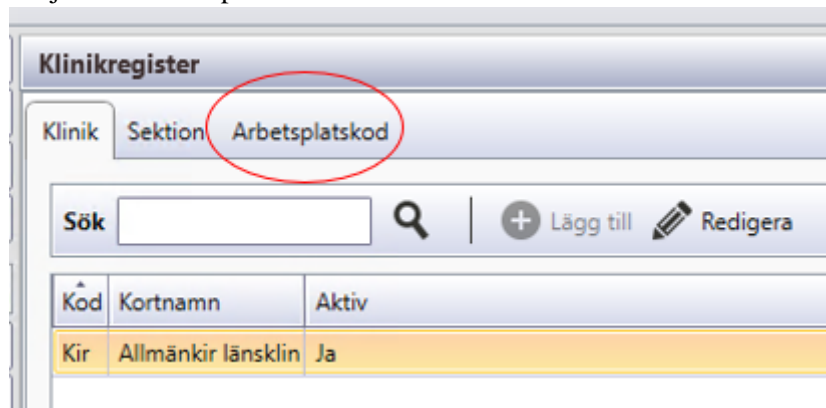 Klinikregister
Klinik Sektion Arbetsplatskod
Sök Lägg till Redigera
Kod Kortnamn Aktiv
Kir Allmänkir länsklin Ja